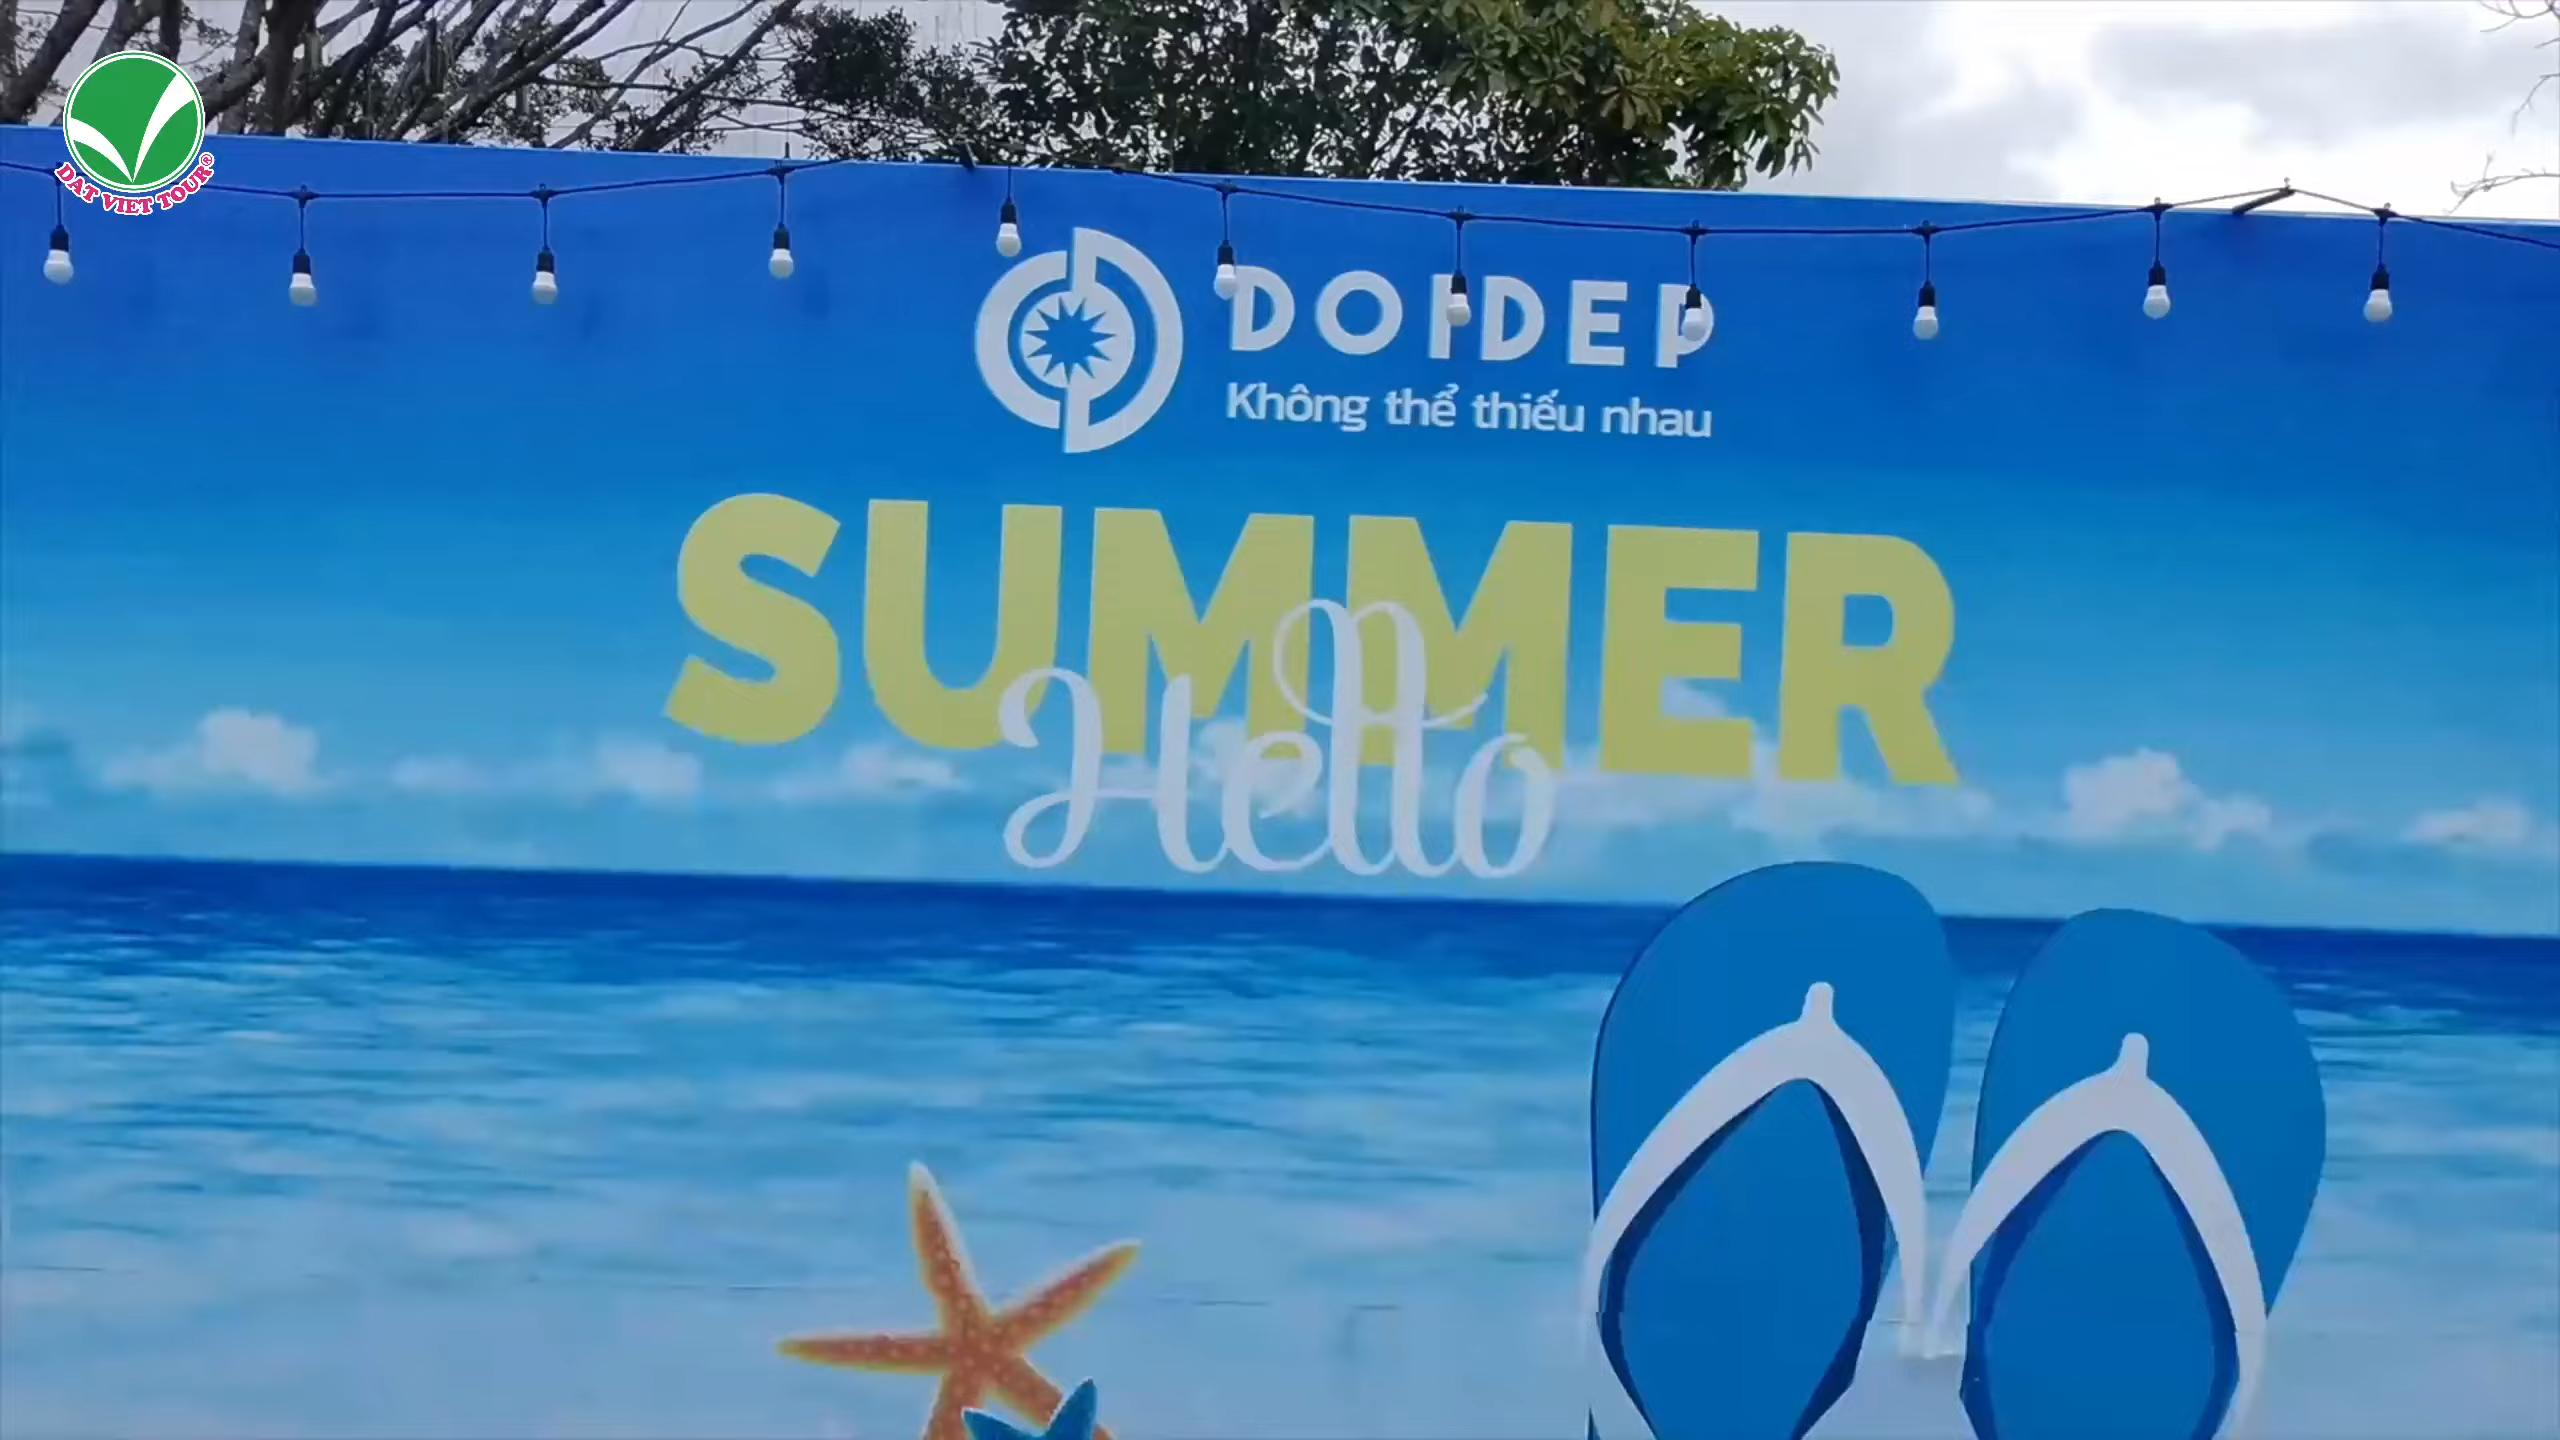 DAT VIET TOUR®
DOIDEP
Không thể thiếu nhau
SUMMER
Hello